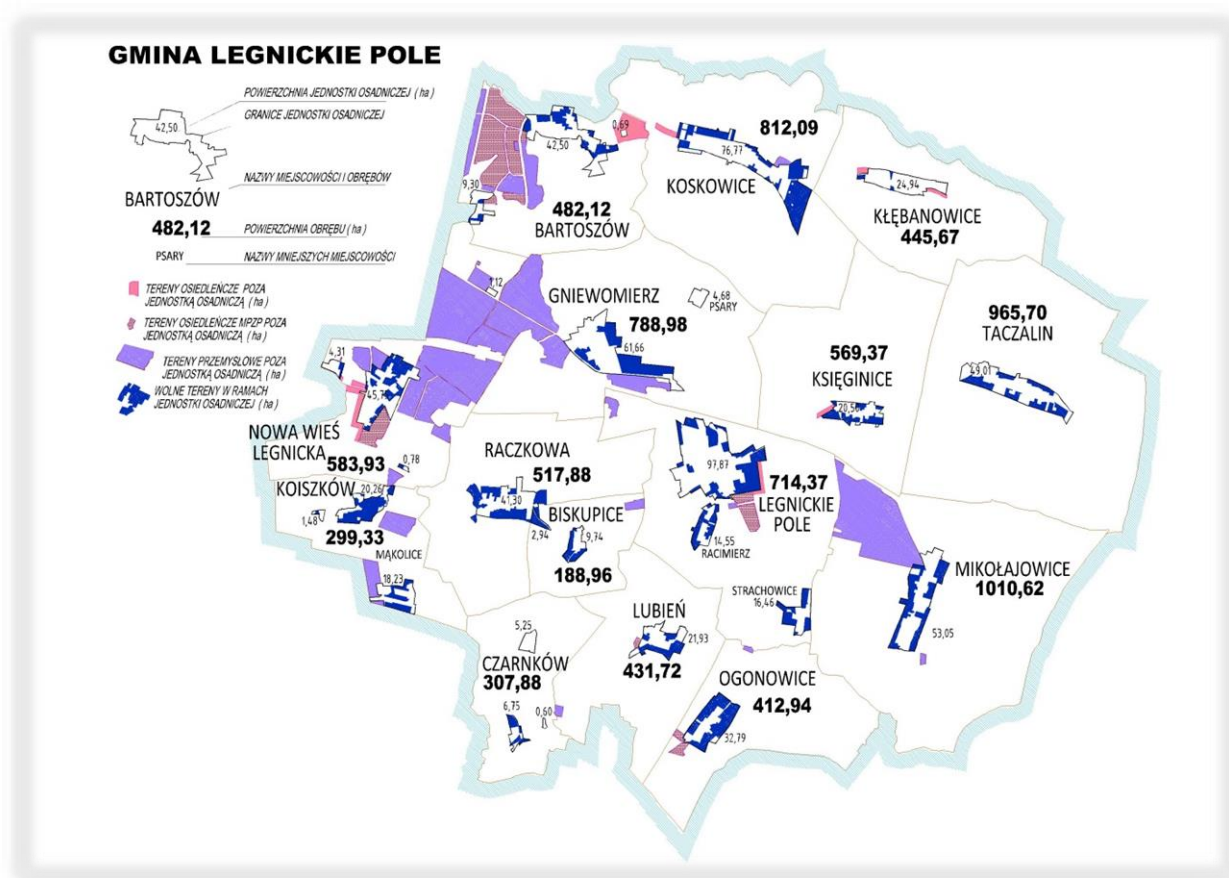 GMINA LEGNICKIE POLE
POWIERZCHNIA JEDNOSTKI OSADNICZEJ ( ha )
GRANICE JEDNOSTKI OSADNICZEJ
42,50
NAZWY MIEJSCOWOŚCI I OBRĘBÓW
BARTOSZÓW
482,12
POWIERZCHNIA OBRĘBU ( ha )
PSARY
NAZWY MNIEJSZYCH MIEJSCOWOŚCI
TERENY OSIEDLEŃCZE POZA
JEDNOSTKĄ OSADNICZĄ ( ha )
TERENY OSIEDLEŃCZE MPZP POZA
JEDNOSTKĄ OSADNICZĄ ( ha )
TERENY PRZEMYSŁOWE POZA
JEDNOSTKĄ OSADNICZĄ ( ha )
WOLNE TERENY W RAMACH
JEDNOSTKI OSADNICZEJ ( ha )
0,69
42,50
9,30
482,12
BARTOSZÓW
812,09
76,77
KOSKOWICE
24,94
KŁĘBANOWICE
445,67
GNIEWOMIERZ
788,98
61,66
4,68
PSARY
965,70
TACZALIN
49,01
569,37
KSIĘGINICE
20,56
4,31
NOWA WIEŚ
LEGNICKA
583,93
0,78
KOISZKÓW
20,26
1,48
299,33
MĄKOLICE
18,23
RACZKOWA
517,88
41,30
2,94
BISKUPICE
9,74
188,96
97,87
714,37
LEGNICKIE
POLE
14,55
RACIMIERZ
STRACHOWICE
16,46
MIKOŁAJOWICE
1010,62
53,05
LUBIEŃ
21,93
431,72
5,25
CZARNKÓW
307,88
6,75
0,60
OGONOWICE
412,94
32,79